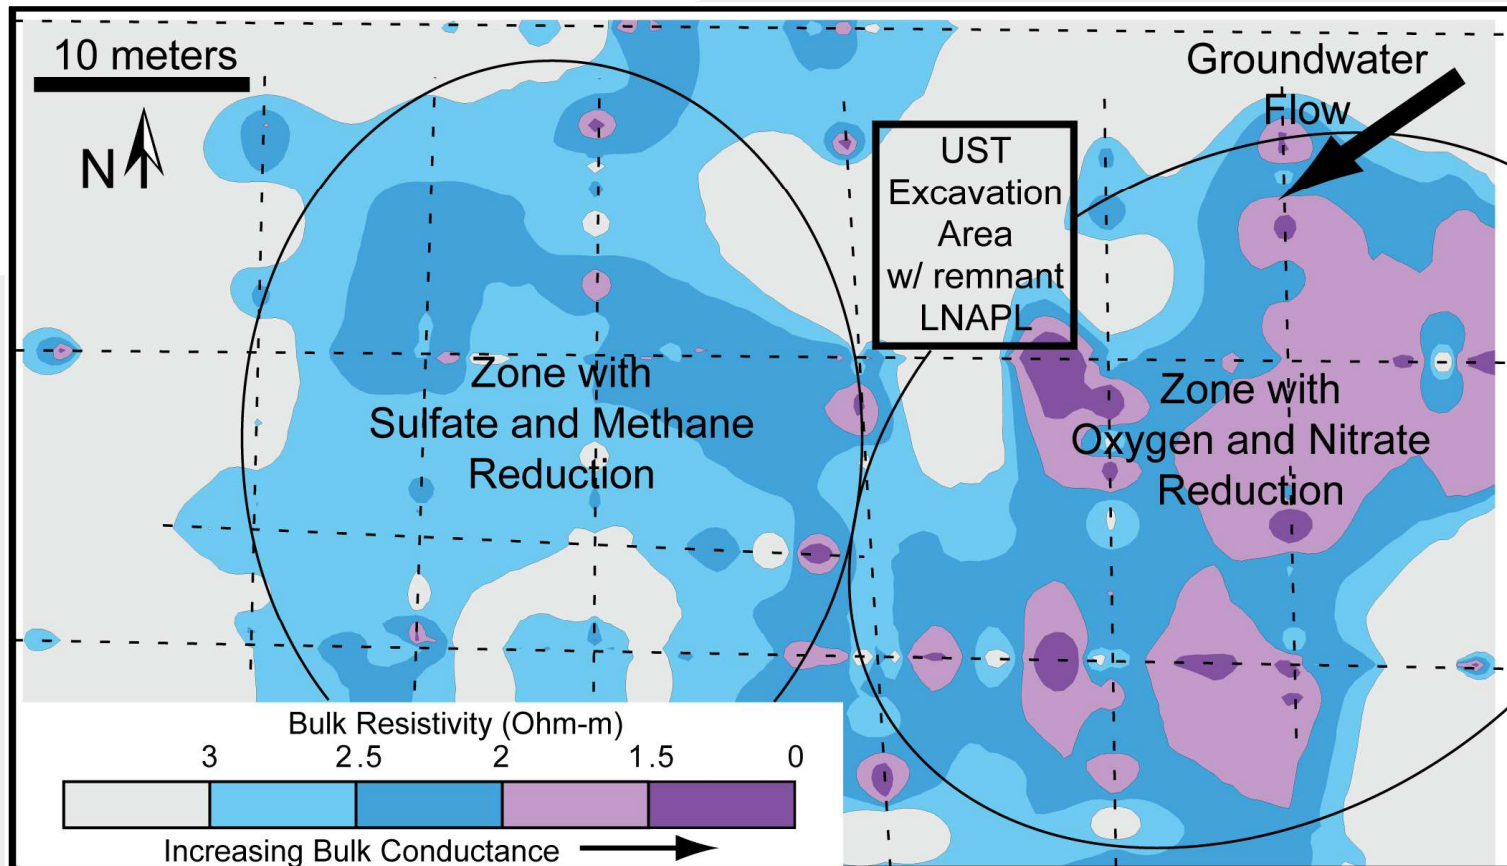 10 meters
N
Groundwater
Flow
UST
Excavation
Area
w/ remnant
LNAPL
Zone with
Sulfate and Methane
Reduction
Zone with
Oxygen and Nitrate
Reduction
Bulk Resistivity (Ohm-m)
3 2.5 2 1.5 0
Increasing Bulk Conductance